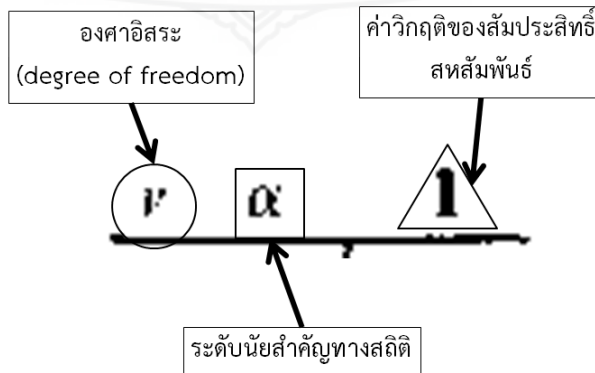 องศาอิสระ
(degree of freedom)
ค่าวิกฤติของสัมประสิทธิ์
สหสัมพันธ์
ν α 1
ระดับนัยสำคัญทางสถิติ